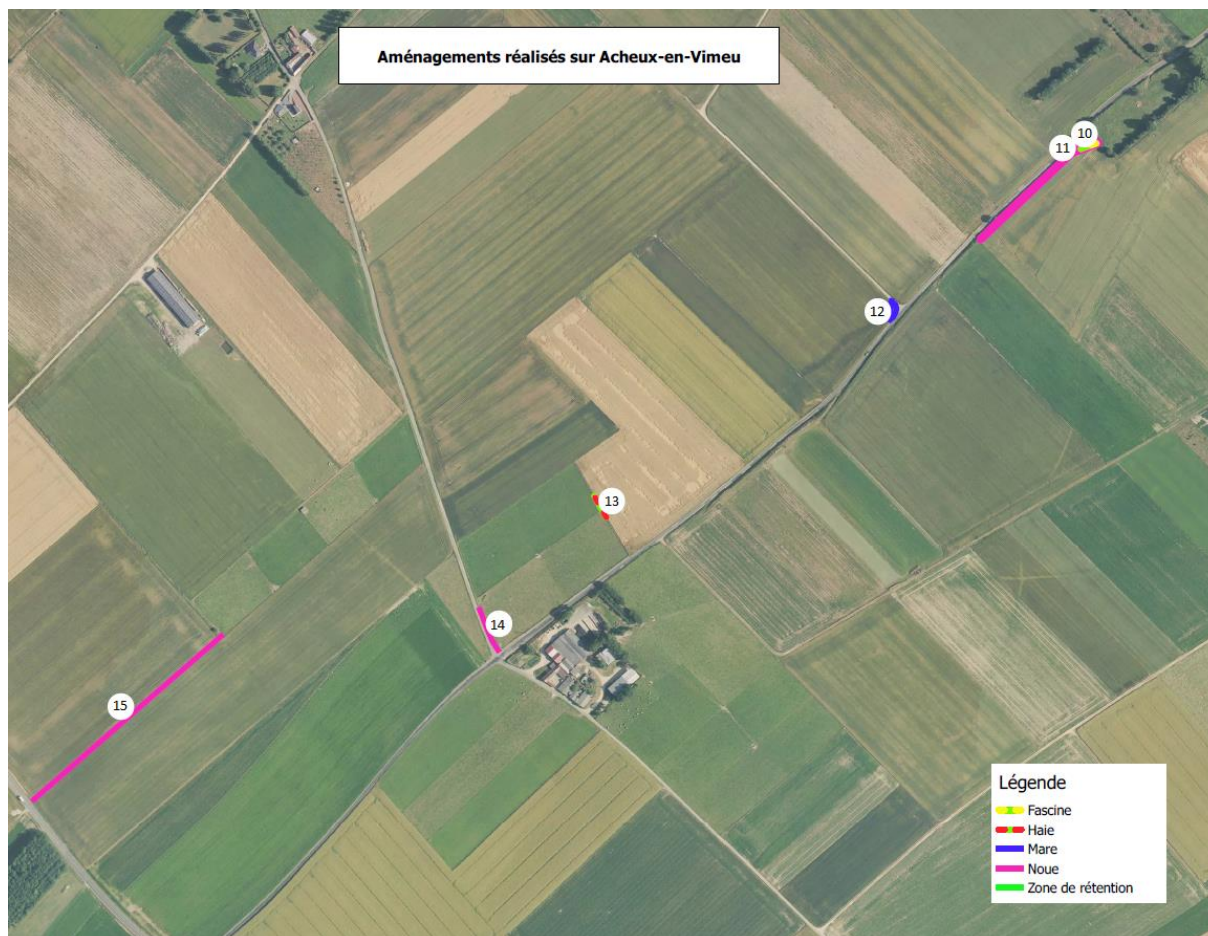 Aménagements réalisés sur Acheux-en-Vimeu
10
11
12
13
14
15
Légende
Fascine
Haie
Mare
Noue
Zone de rétention